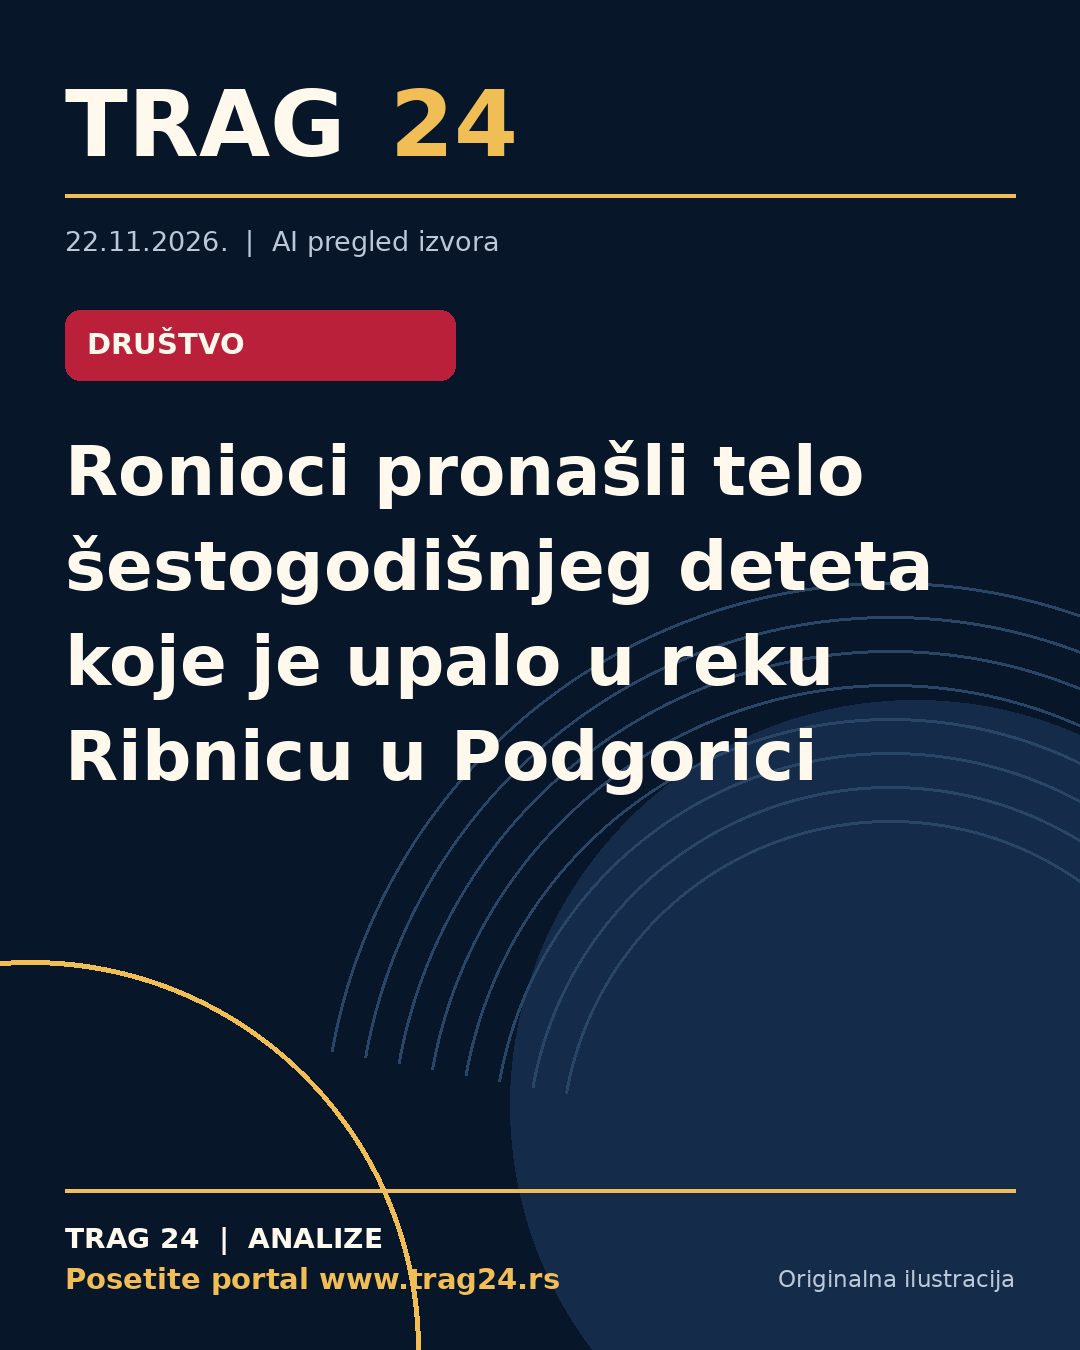 TRAG 24
22.11.2026. | AI pregled izvora
DRUŠTVO
Ronioci pronašli telo
šestogodišnjeg deteta
koje je upalo u reku
Ribnicu u Podgorici
TRAG 24 | ANALIZE
Posetite portal www.trag24.rs
Originalna ilustracija